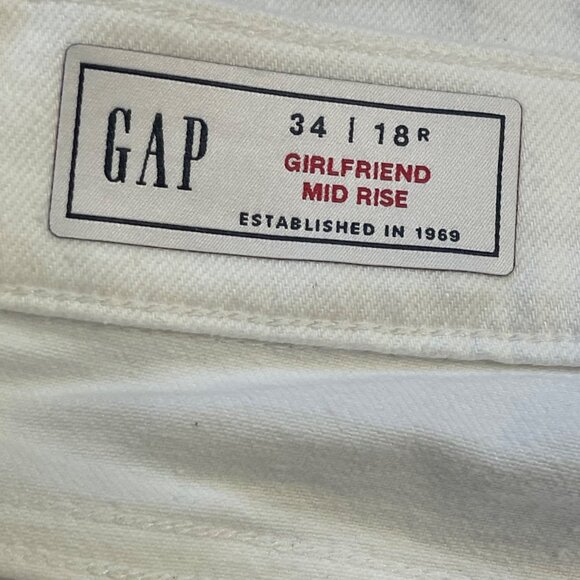 GAP
34 | 18R
GIRLFRIEND
MID RISE
ESTABLISHED IN 1969